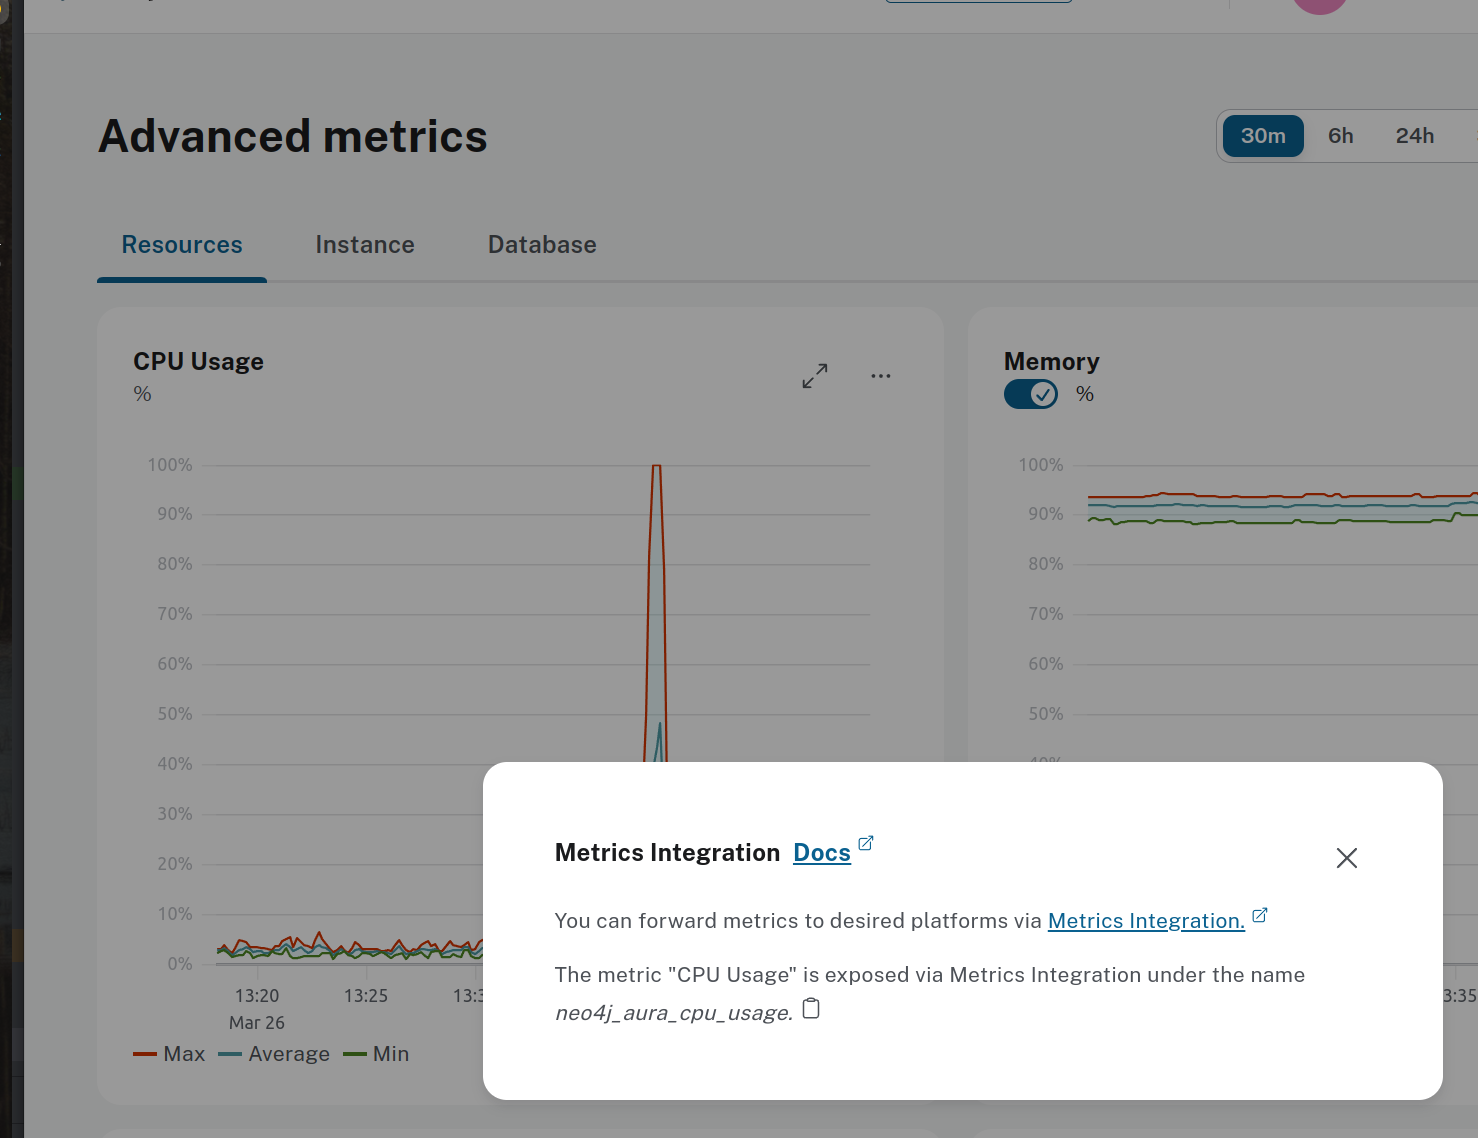 Advanced metrics
30m 6h 24h
Resources Instance Database
CPU Usage
%
Memory
%
100%
90%
80%
70%
60%
50%
40%
30%
20%
10%
0%
13:20 13:25
Mar 26
Max Average Min
100%
90%
80%
70%
60%
50%
3:35
Metrics Integration Docs
You can forward metrics to desired platforms via Metrics Integration.
The metric "CPU Usage" is exposed via Metrics Integration under the name
neo4j_aura_cpu_usage.